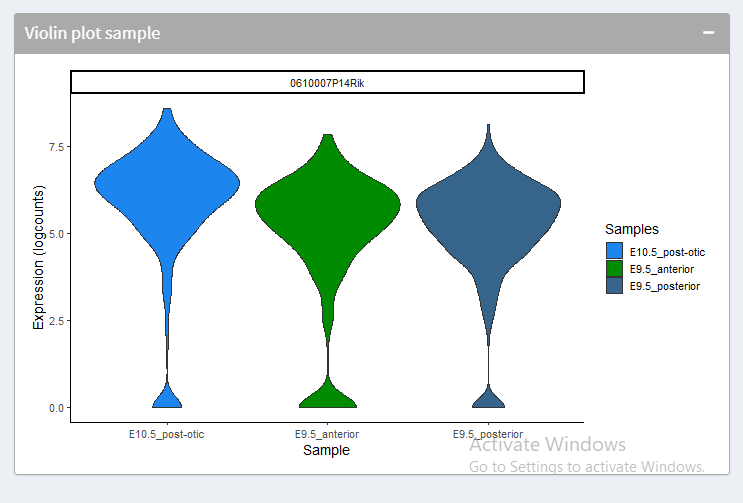 Violin plot sample
0610007P14Rik
7.5
5.0
2.5
0.0
Expression (logcounts)
E10.5_post-otic E9.5_anterior E9.5_posterior
Sample
Samples
E10.5_post-otic
E9.5_anterior
E9.5_posterior
Activate Windows
Go to Settings to activate Windows.